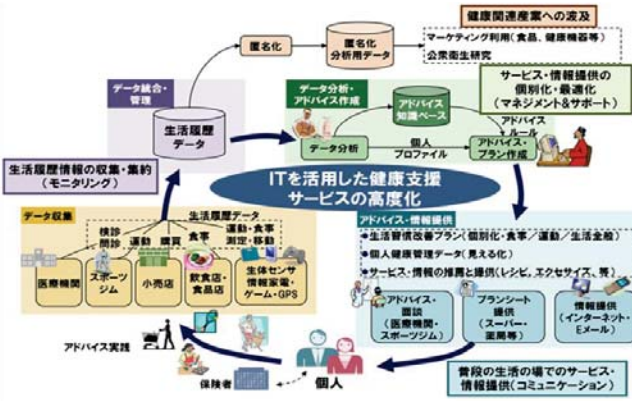 健康関連産業への波及
マーケティング利用(食品、健康機器等)
公衆衛生研究
匿名化
匿名化
分析用データ
データ統合・
管理
生活履歴
データ
データ分析・
アドバイス作成
アドバイス
知識ベース
データ分析
個人
プロファイル
アドバイス
ルール
アドバイス・
プラン作成
サービス・情報提供の
個別化・最適化
(マネジメント&サポート)
生活履歴情報の収集・集約
(モニタリング)
ITを活用した健康支援
サービスの高度化
データ収集
生活履歴データ
検診
問診
運動
購買
食事
運動・食事
測定・移動
医療機関
スポーツ
ジム
小売店
飲食店・
食品店
生体センサ
情報家電・
ゲーム・GPS
アドバイス・情報提供
●生活習慣改善プラン(個別化・食事/運動/生活全般)
●個人健康管理データ(見える化)
●サービス・情報の推薦と提供(レシピ、エクササイズ、等)
アドバイス・
面談
(医療機関・
スポーツジム)
プランシート
提供
(スーパー・
薬局等)
情報提供
(インターネット・
Eメール)
アドバイス実践
保険者
個人
普段の生活の場でのサービス・
情報提供(コミュニケーション)